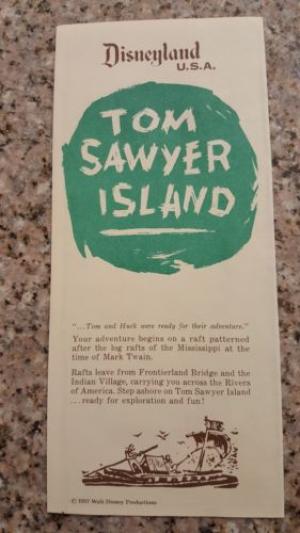 Disneyland
U.S.A.
TOM
SAWYER
ISLAND
"...Tom and Huck were ready for their adventure."
Your adventure begins on a raft patterned
after the log rafts of the Mississippi at the
time of Mark Twain.
Rafts leave from Frontierland Bridge and the
Indian Village, carrying you across the Rivers
of America. Step ashore on Tom Sawyer Island
...ready for exploration and fun!
© 1957 Walt Disney Productions